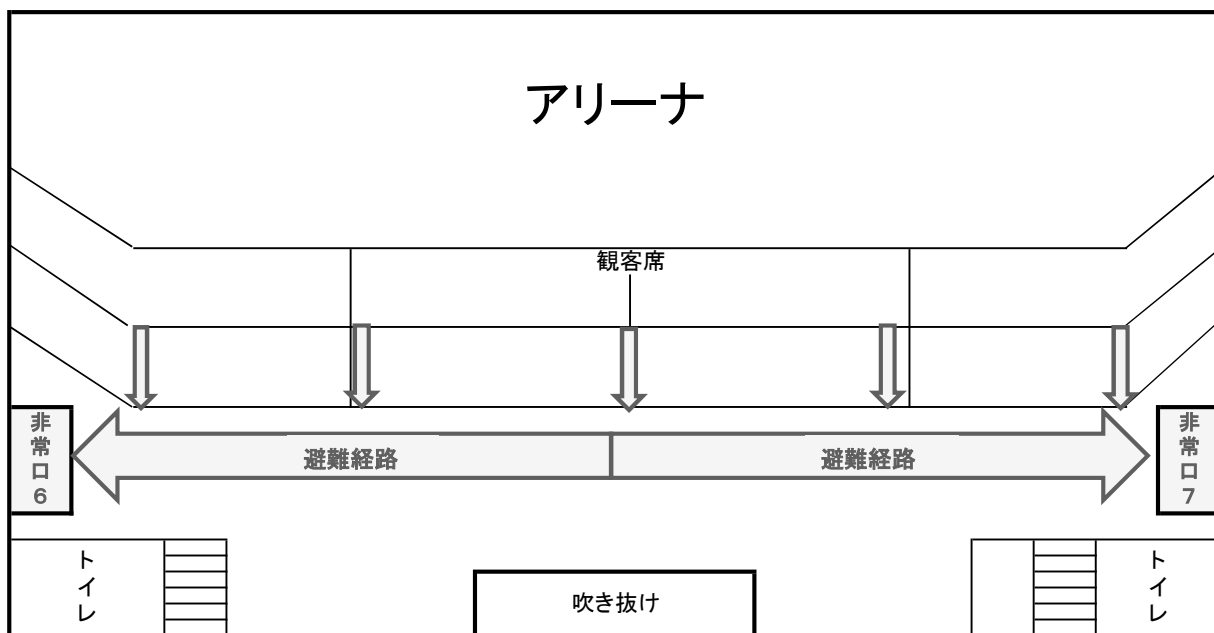 アリーナ
観客席
非常口6
避難経路
避難経路
非常口7
トイレ
吹き抜け
トイレ